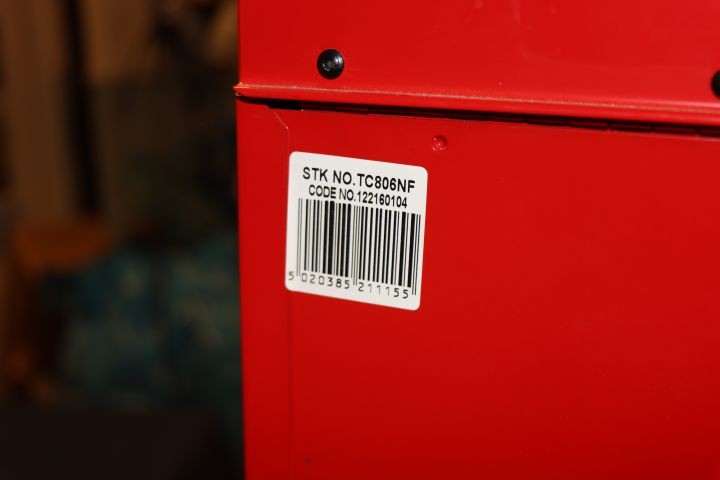 STK NO.TC806NF
CODE NO.122160104
5 020385 211155